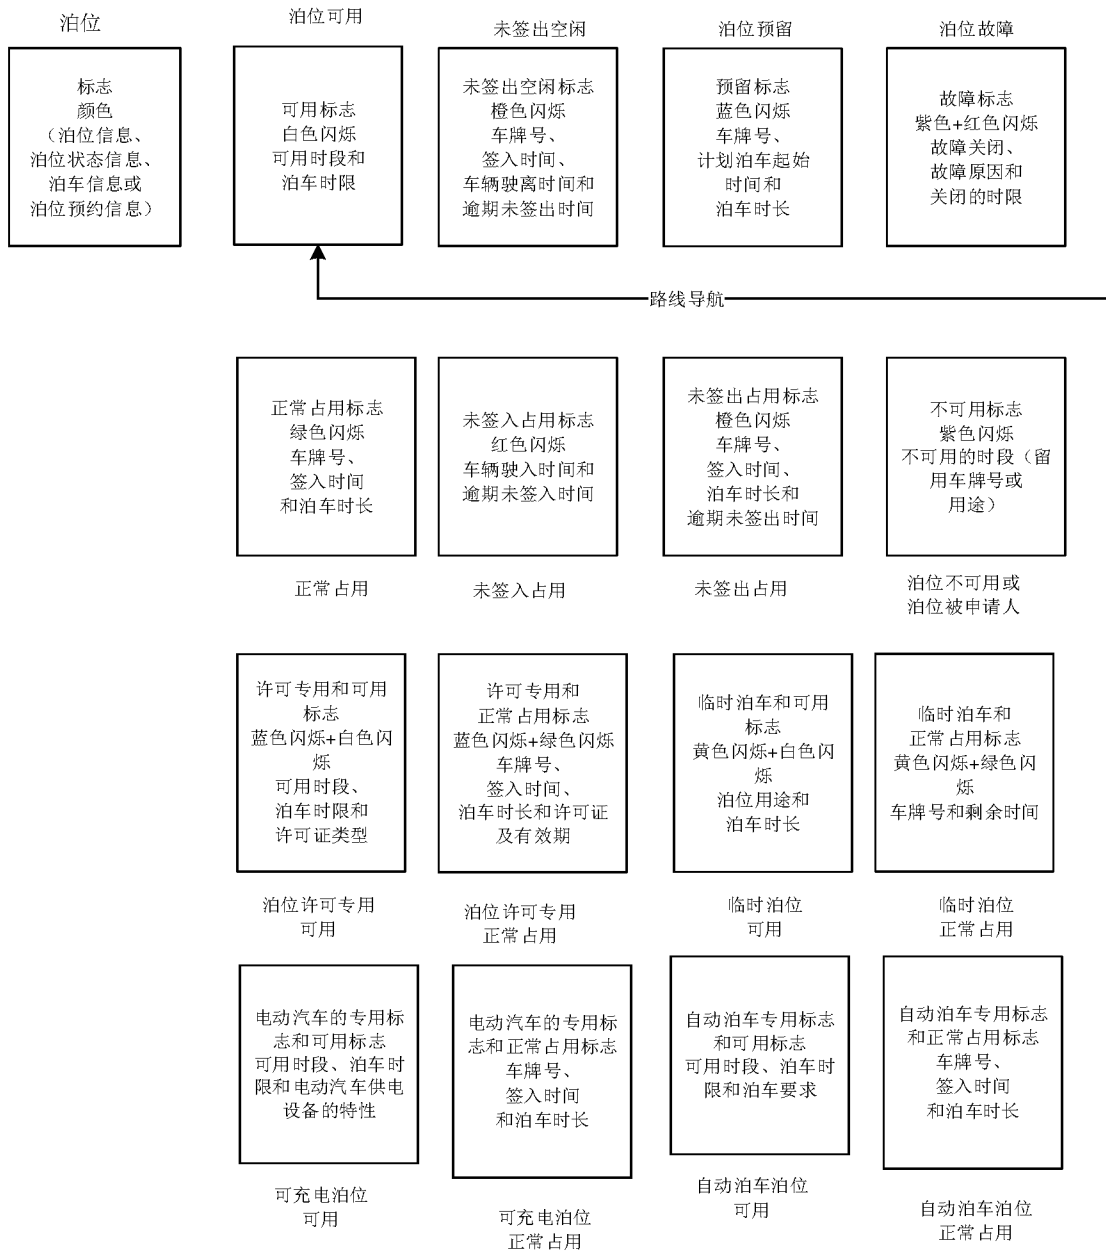 泊位
泊位可用
未签出空闲
泊位预留
泊位故障
标志
颜色
（泊位信息、
泊位状态信息、
泊车信息或
泊位预约信息）
可用标志
白色闪烁
可用时段和
泊车时限
未签出空闲标志
橙色闪烁
车牌号、
签入时间、
车辆驶离时间和
逾期未签出时间
预留标志
蓝色闪烁
车牌号、
计划泊车起始
时间和
泊车时长
故障标志
紫色+红色闪烁
故障关闭、
故障原因和
关闭的时限
路线导航
正常占用标志
绿色闪烁
车牌号、
签入时间
和泊车时长
未签入占用标志
红色闪烁
车辆驶入时间和
逾期未签入时间
未签出占用标志
橙色闪烁
车牌号、
签入时间、
泊车时长和
逾期未签出时间
不可用标志
紫色闪烁
不可用的时段（留
用车牌号或
用途）
正常占用
未签入占用
未签出占用
泊位不可用或
泊位被申请人
许可专用和可用
标志
蓝色闪烁+白色闪
烁
可用时段、
泊车时限和
许可证类型
许可专用和
正常占用标志
蓝色闪烁+绿色闪烁
车牌号、
签入时间、
泊车时长和许可证
及有效期
临时泊车和可用
标志
黄色闪烁+白色闪
烁
泊位用途和
泊车时长
临时泊车和
正常占用标志
黄色闪烁+绿色闪
烁
车牌号和剩余时间
泊位许可专用
可用
泊位许可专用
正常占用
临时泊位
可用
临时泊位
正常占用
电动汽车的专用标
志和可用标志
可用时段、泊车时
限和电动汽车供电
设备的特性
电动汽车的专用标
志和正常占用标志
车牌号、
签入时间
和泊车时长
自动泊车专用标志
和可用标志
可用时段、泊车时
限和泊车要求
自动泊车专用标志
和正常占用标志
车牌号、
签入时间
和泊车时长
可充电泊位
可用
可充电泊位
正常占用
自动泊车泊位
可用
自动泊车泊位
正常占用